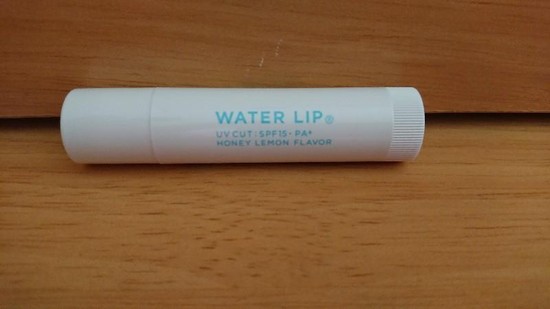 WATER LIP®
UV CUT:SPF15・PA+
HONEY LEMON FLAVOR